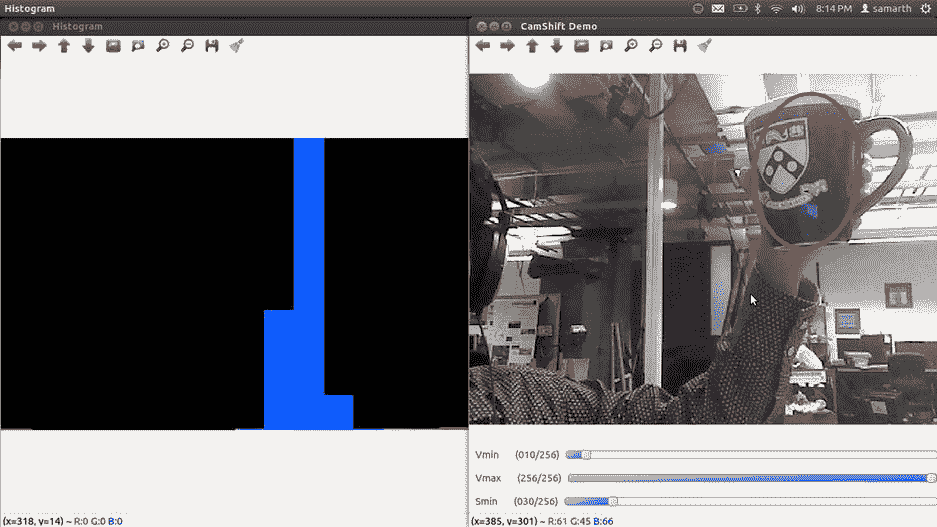 Histogram
8:14 PM samarth
Histogram
CamShift Demo
Vmin (010/256)
Vmax (256/256)
Smin (030/256)
(x=318, y=14) ~ R:0 G:0 B:0
(x=385, y=301) ~ R:61 G:45 B:66